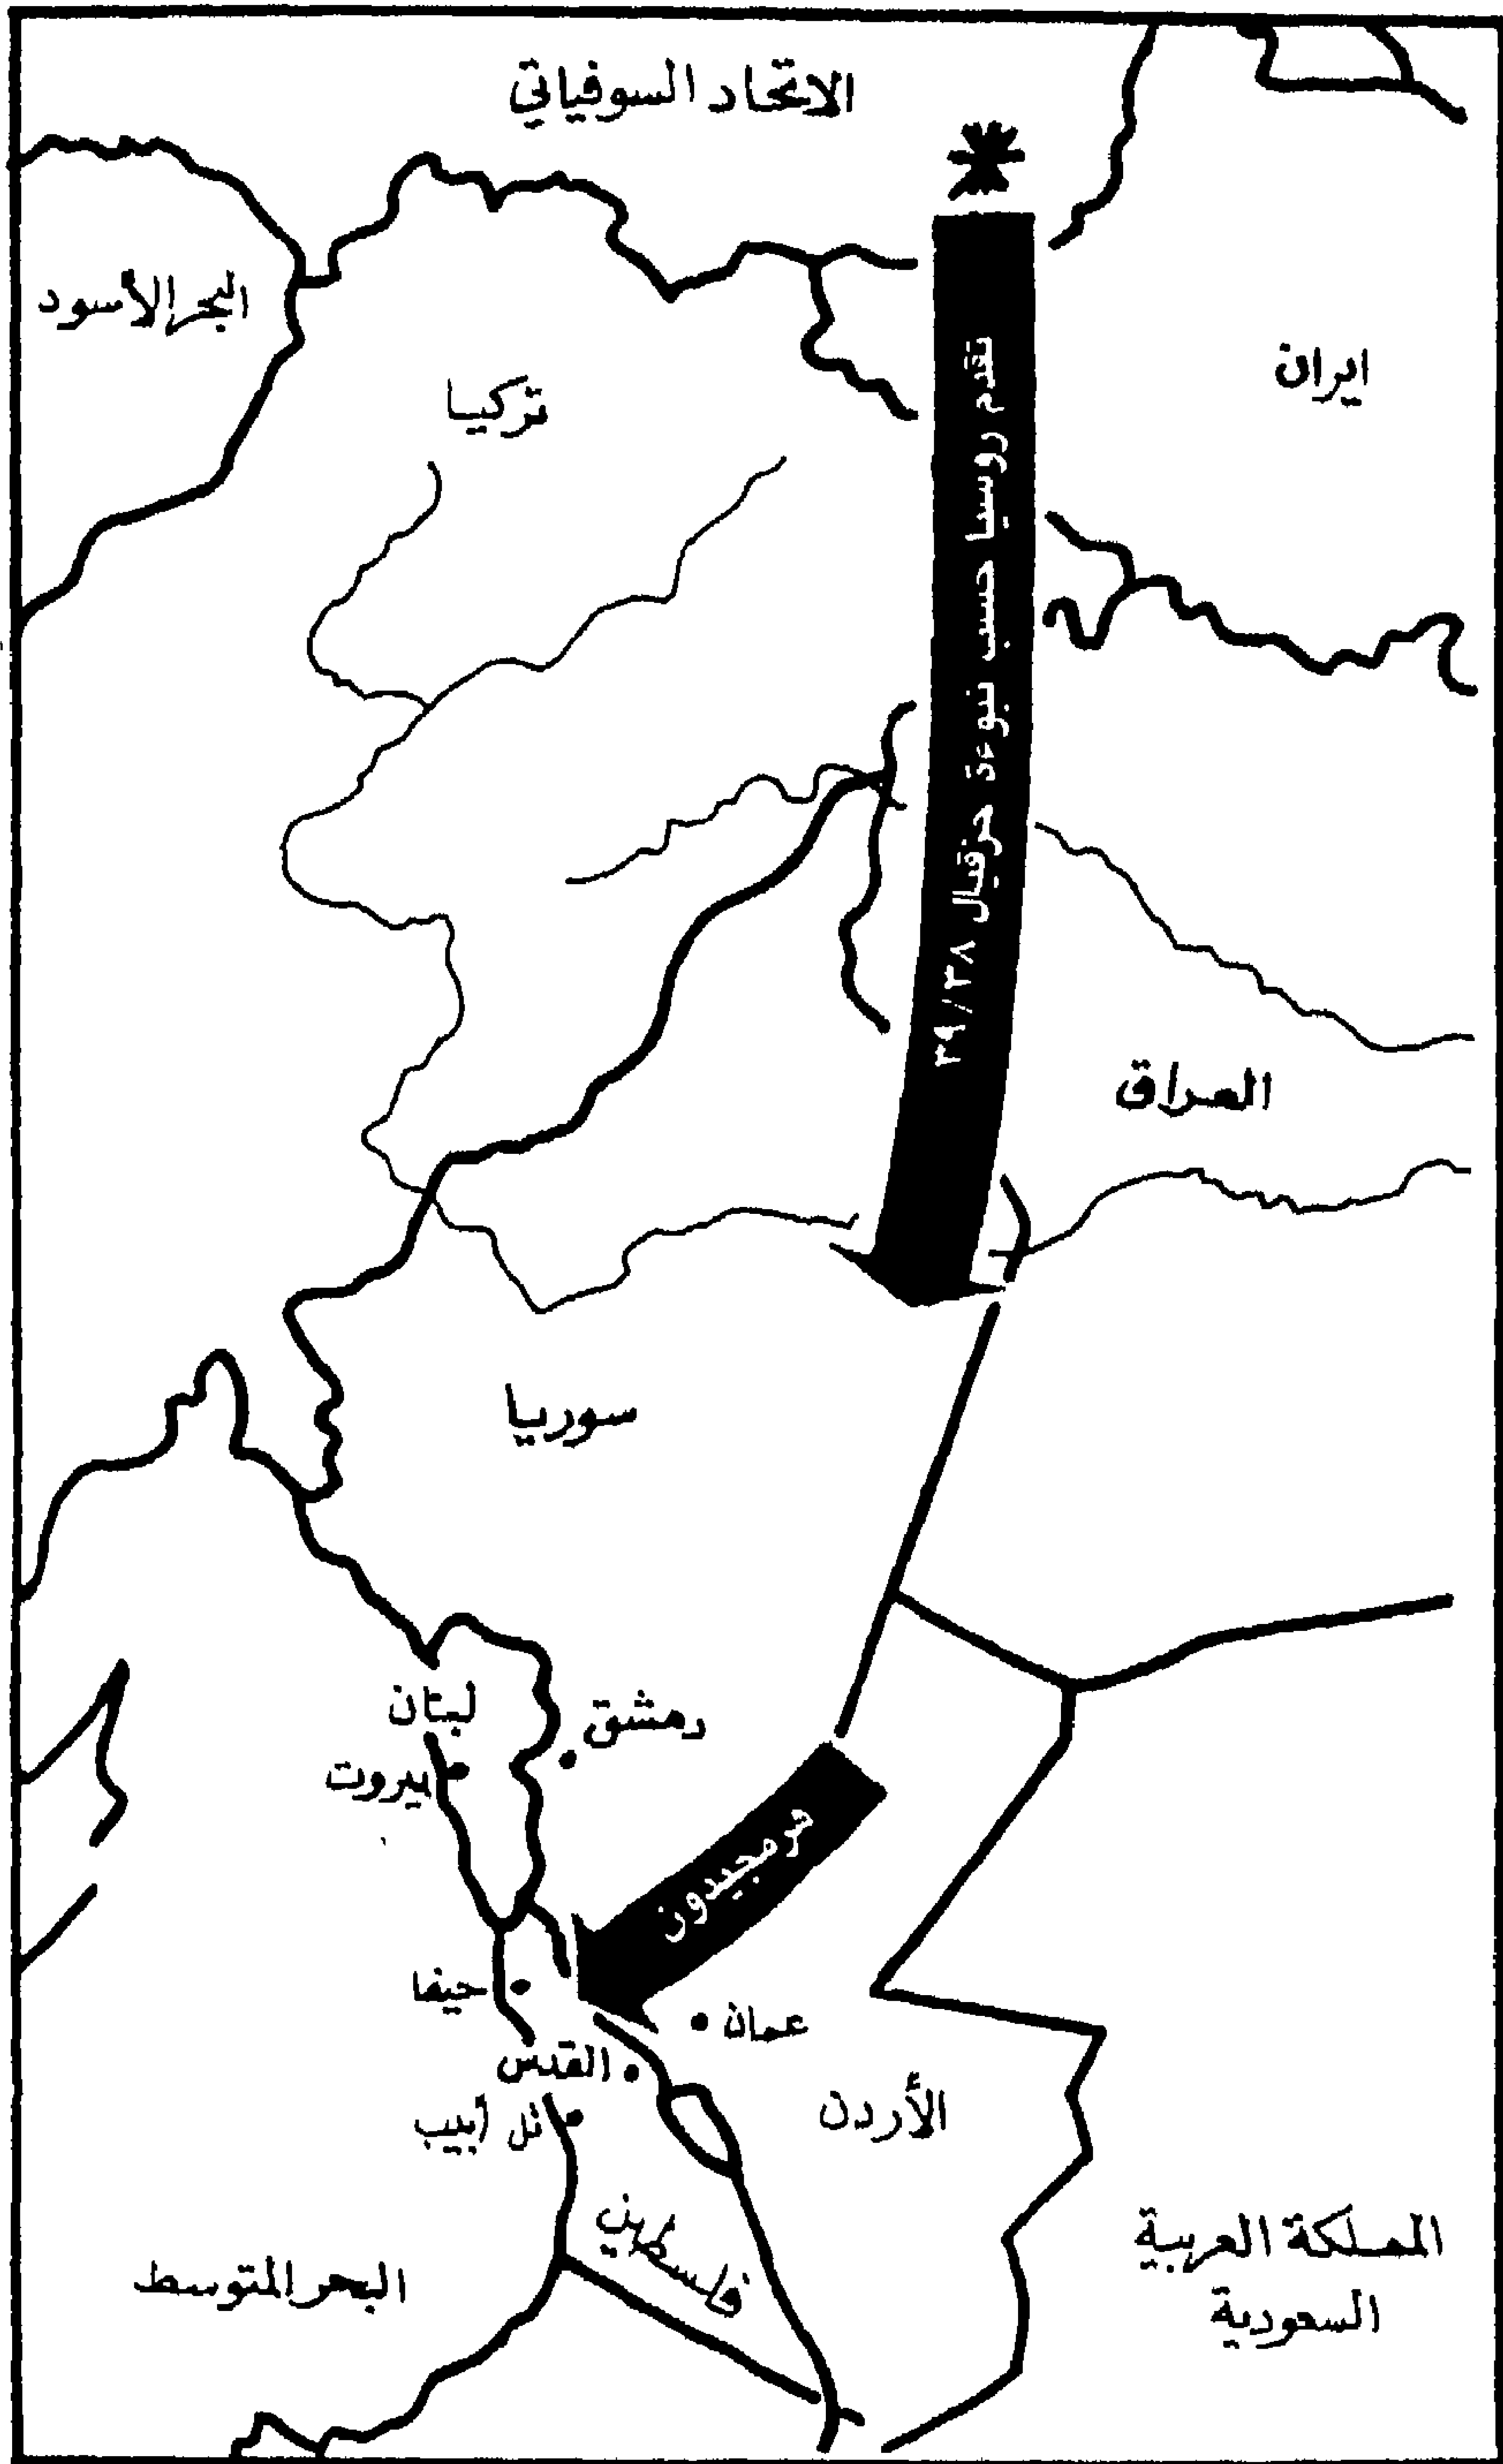 الاتحاد السوفياتي
البحر الأسود
تركيا
ايران
تقدم روسيا حسب نبوءة حزقيال ٣٩/٣٨
العراق
سوريا
لبنان
دمشق
بيروت
هرمجيدون
حيفا
عمان
القدس
تل أبيب
الأردن
فلسطين
المملكة العربية
السعودية
البحر المتوسط